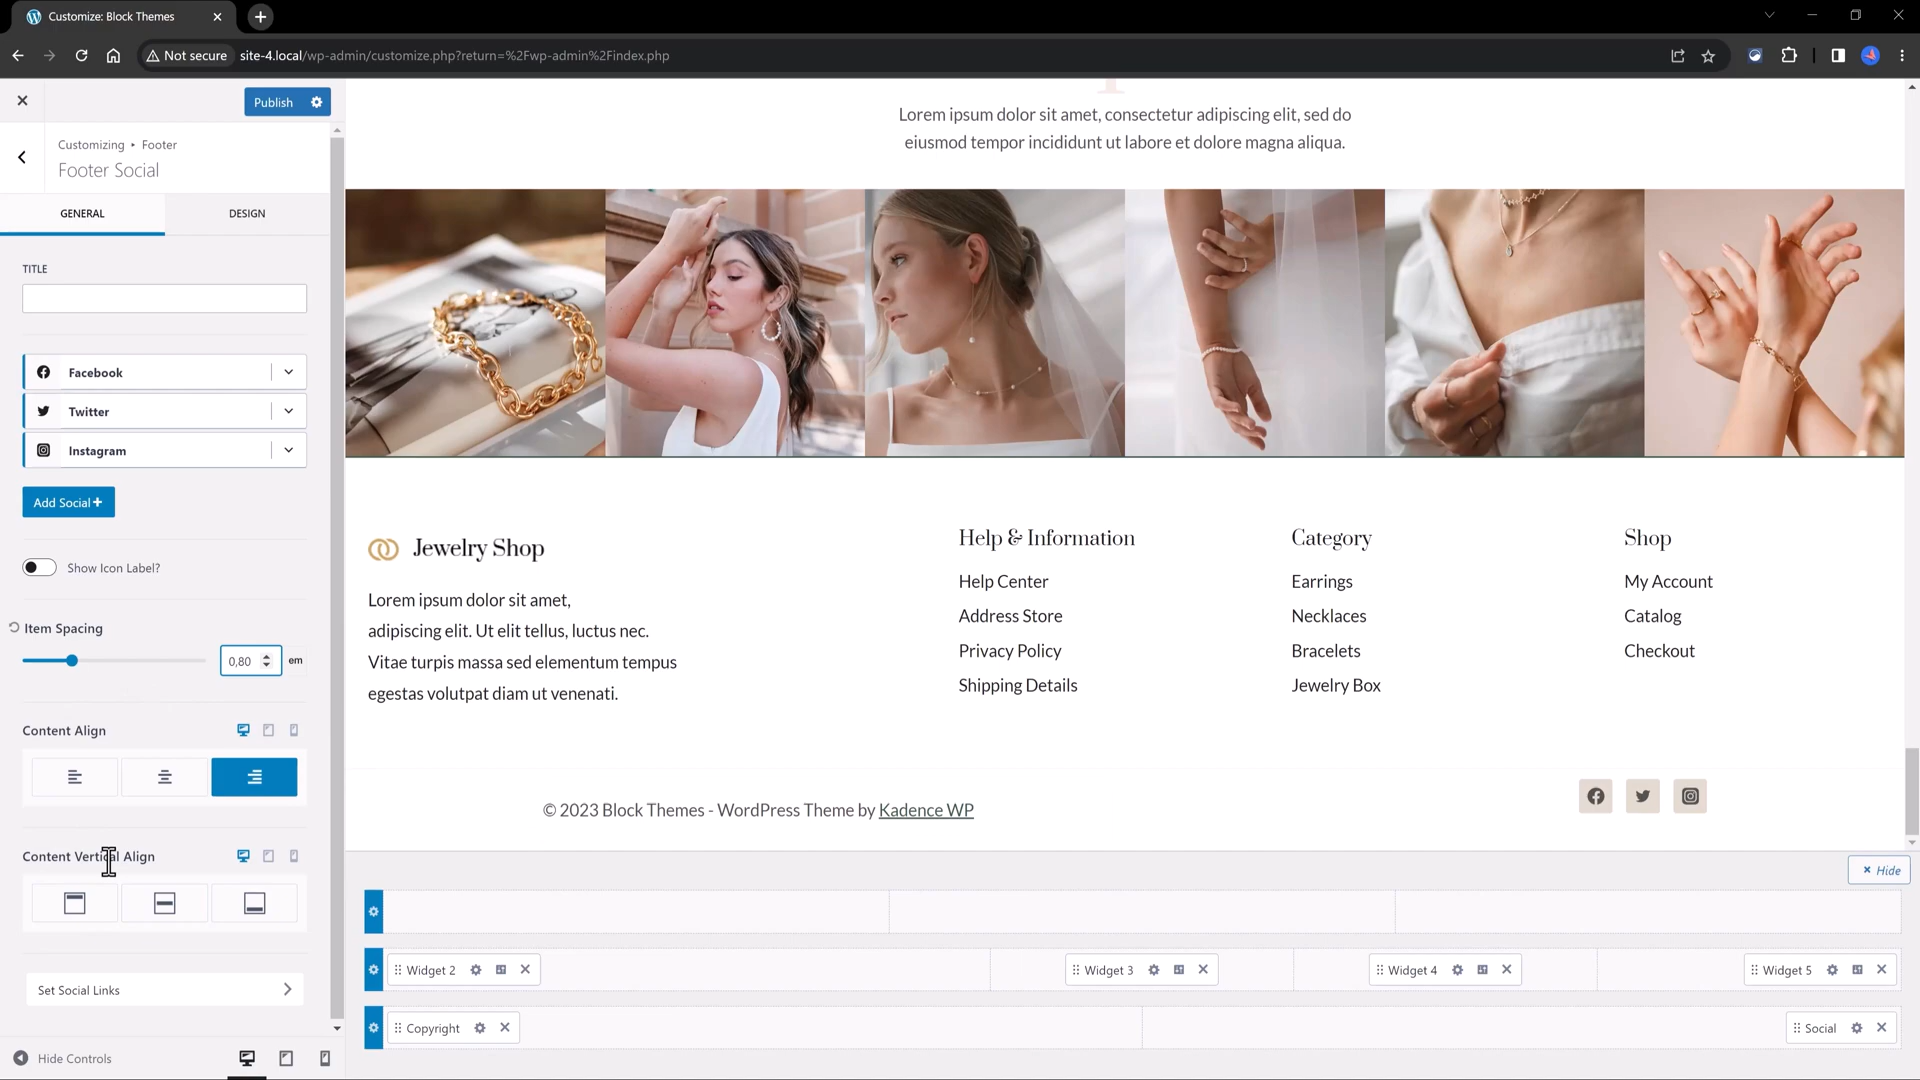 Customize: Block Themes
Not secure
site-4.local/wp-admin/customize.php?return=%2Fwp-admin%2Findex.php
Publish
Customizing ▸ Footer
Footer Social
GENERAL
DESIGN
TITLE
Facebook
Twitter
Instagram
Add Social+
Show Icon Label?
Item Spacing
0,80
em
Content Align
Content Vertical Align
Set Social Links
Hide Controls
Lorem ipsum dolor sit amet, consectetur adipiscing elit, sed do
eiusmod tempor incididunt ut labore et dolore magna aliqua.
Jewelry Shop
Lorem ipsum dolor sit amet,
adipiscing elit. Ut elit tellus, luctus nec.
Vitae turpis massa sed elementum tempus
egestas volutpat diam ut venenati.
Help & Information
Help Center
Address Store
Privacy Policy
Shipping Details
Category
Earrings
Necklaces
Bracelets
Jewelry Box
Shop
My Account
Catalog
Checkout
© 2023 Block Themes - WordPress Theme by Kadence WP
Hide
Widget 2
Widget 3
Widget 4
Widget 5
Copyright
Social